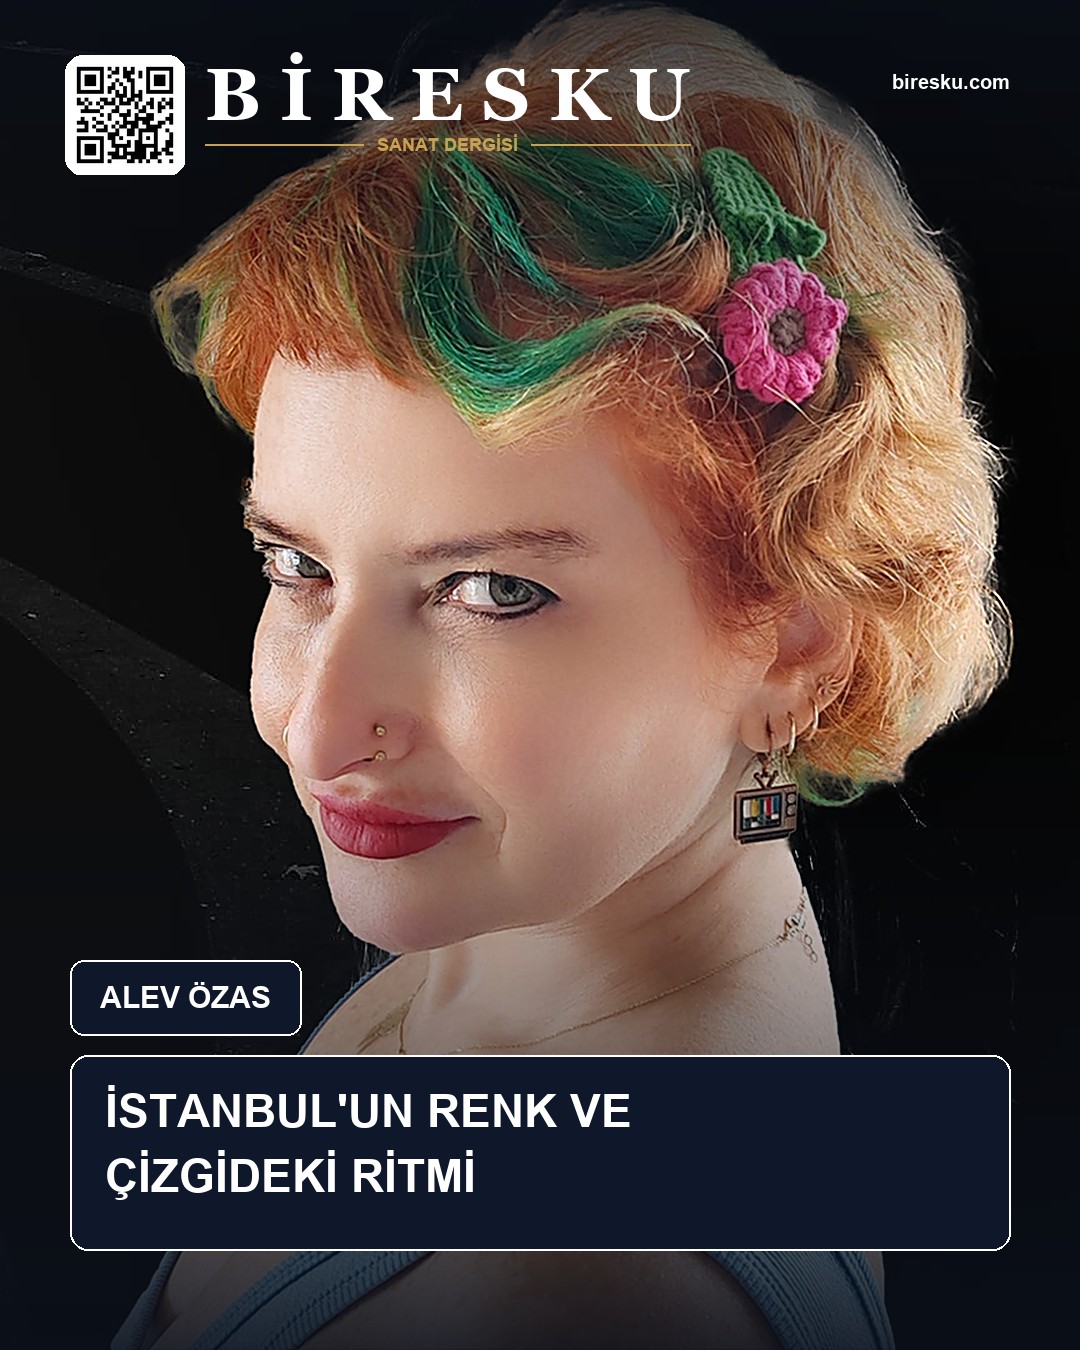 BİRESKU
SANAT DERGİSİ
biresku.com
ALEV ÖZAS
İSTANBUL'UN RENK VE
ÇİZGİDEKİ RİTMİ